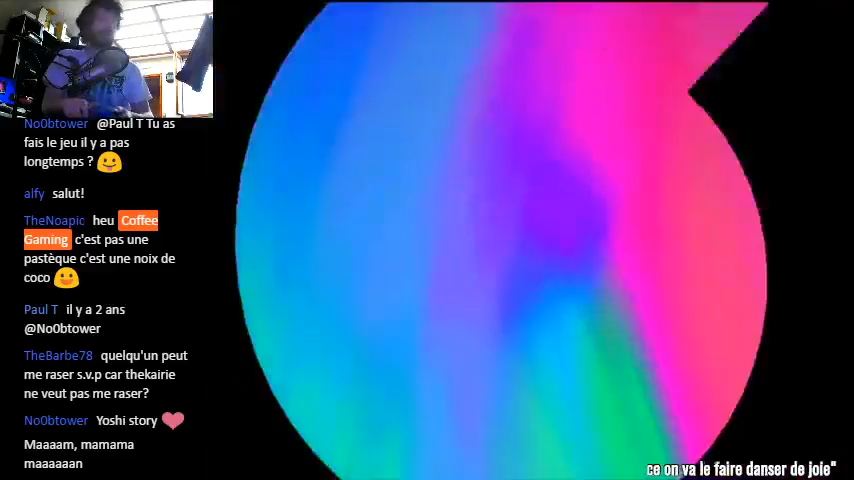 No0btower @Paul T Tu as
fais le jeu il y a pas
longtemps ?
alfy salut!
TheNoapic heu Coffee
Gaming c'est pas une
pastèque c'est une noix de
coco
Paul T il y a 2 ans
@No0btower
TheBarbe78 quelqu'un peut
me raser s.v.p car thekairie
ne veut pas me raser?
No0btower Yoshi story
Maaaam, mamama
maaaaaan
ce on va le faire danser de joie"